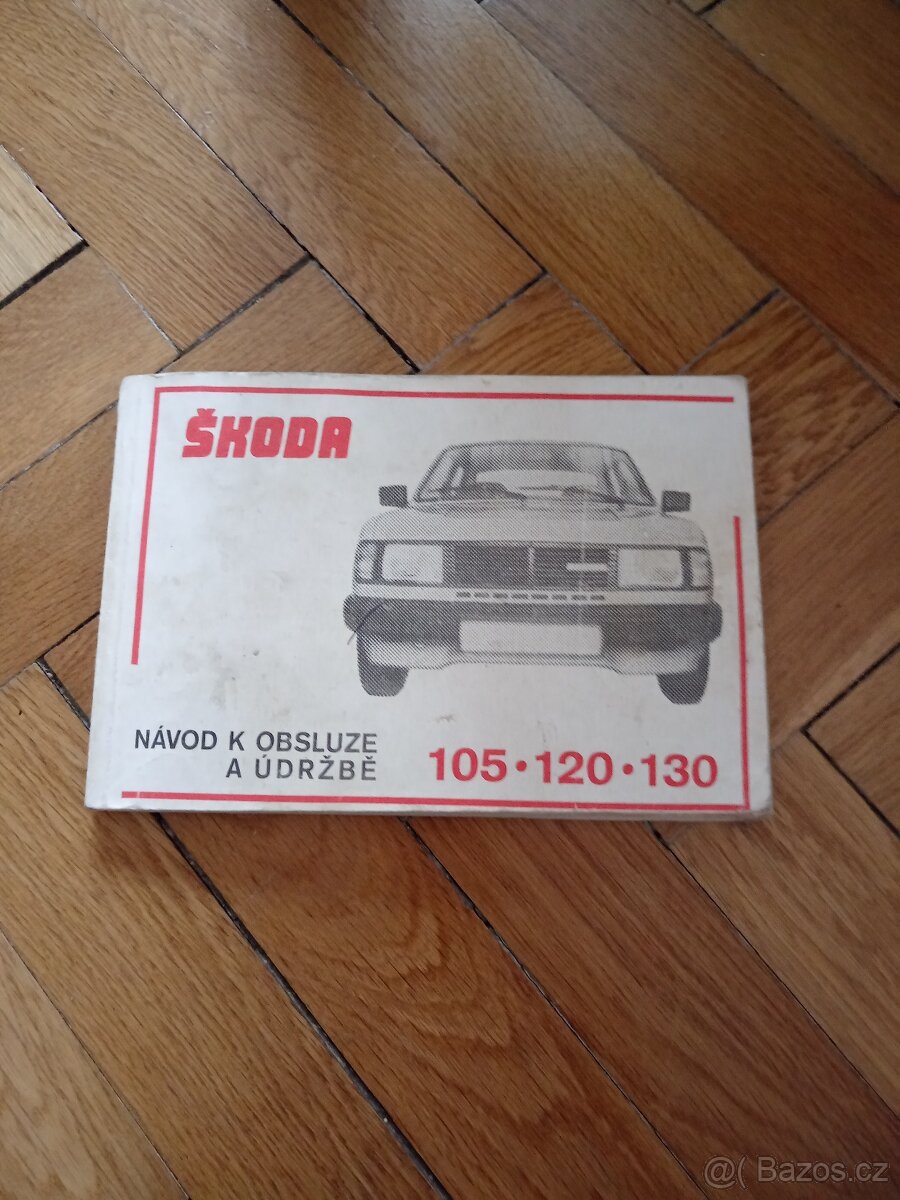 ŠKODA
NÁVOD K OBSLUZE
A ÚDRŽBĚ
105 • 120 • 130
@( Bazos.cz